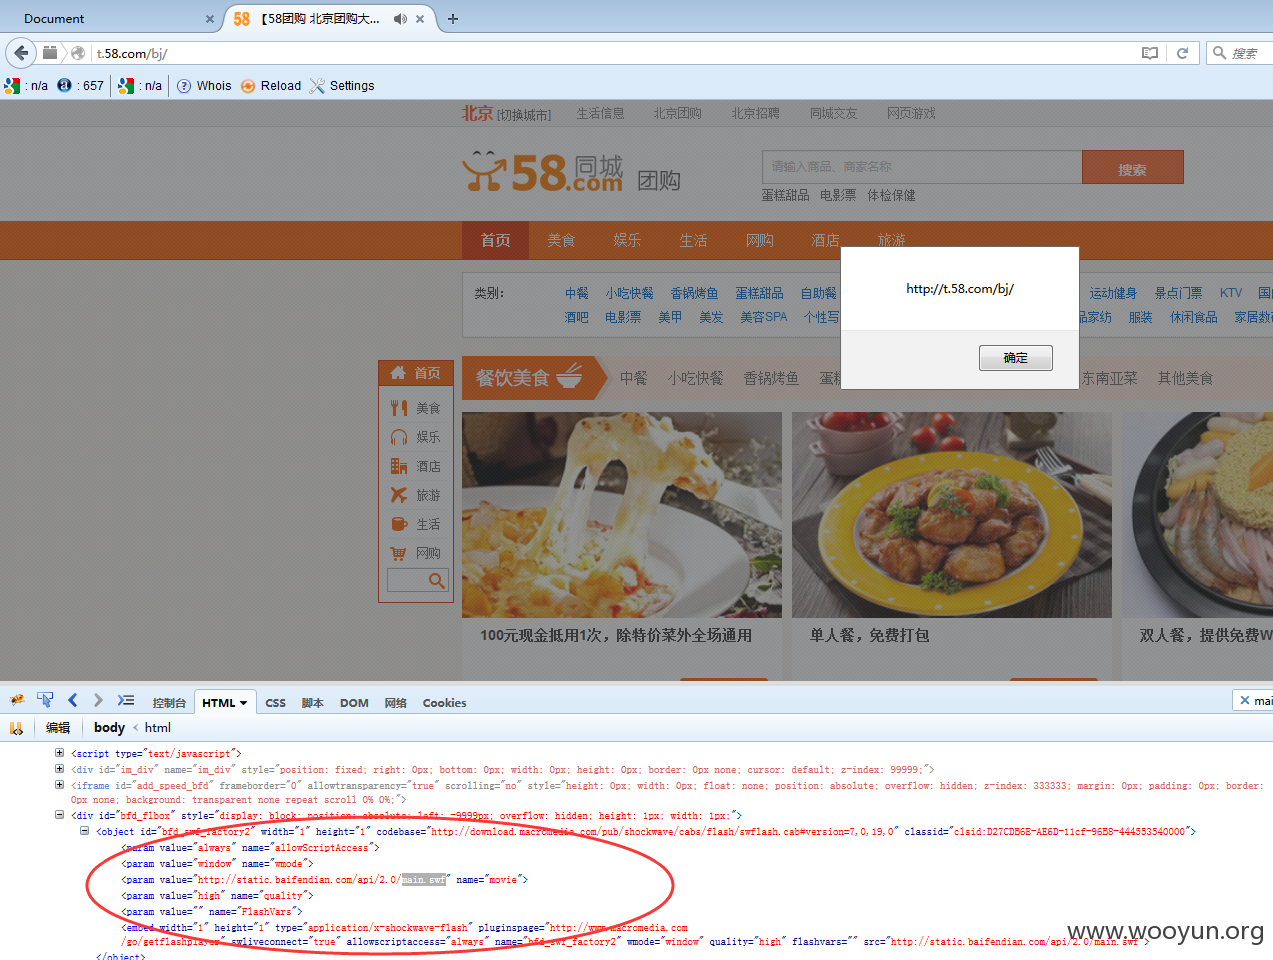 Document
58 【58团购 北京团购大...
t.58.com/bj/
搜索
: n/a : 657 : n/a Whois Reload Settings
北京 [切换城市] 生活信息 北京团购 北京招聘 同城交友 网页游戏
58同城.com 团购
请输入商品、商家名称 搜索
蛋糕甜品 电影票 体检保健
首页 美食 娱乐 生活 网购 酒店 旅游
http://t.58.com/bj/
确定
类别: 中餐 小吃快餐 香锅烤鱼 蛋糕甜品 自助餐 运动健身 景点门票 KTV
酒吧 电影票 美甲 美发 美容SPA 个性写 品家纺 服装 休闲食品 家居数码
首页
美食
娱乐
酒店
旅游
生活
网购
餐饮美食 中餐 小吃快餐 香锅烤鱼 东南亚菜 其他美食
100元现金抵用1次，除特价菜外全场通用
单人餐，免费打包
双人餐，提供免费W
控制台 HTML CSS 脚本 DOM 网络 Cookies mai
编辑 body < html
<script type="text/javascript">
<div id="im_div" name="im_div" style="position: fixed; right: 0px; bottom: 0px; width: 0px; height: 0px; border: 0px none; cursor: default; z-index: 99999;">
<iframe id="add_speed_bfd" frameborder="0" allowtransparency="true" scrolling="no" style="height: 0px; width: 0px; float: none; position: absolute; overflow: hidden; z-index: 333333; margin: 0px; padding: 0px; border:
0px none; background: transparent none repeat scroll 0% 0%;">
<div id="bfd_flbox" style="display: block; position: absolute; left: -9999px; overflow: hidden; height: 1px; width: 1px;">
<object id="bfd_swf_factory2" width="1" height="1" codebase="http://download.macromedia.com/pub/shockwave/cabs/flash/swflash.cab#version=7,0,19,0" classid="clsid:D27CDB6E-AE6D-11cf-96B8-444553540000">
<param value="always" name="allowScriptAccess">
<param value="window" name="wmode">
<param value="http://static.baifendian.com/api/2.0/main.swf" name="movie">
<param value="high" name="quality">
<param value="" name="FlashVars">
<embed width="1" height="1" type="application/x-shockwave-flash" pluginspage="http://www.macromedia.com
/go/getflashplayer" swliveconnect="true" allowscriptaccess="always" name="bfd_swf_factory2" wmode="window" quality="high" flashvars="" src="http://static.baifendian.com/api/2.0/main.swf">
</object>
www.wooyun.org